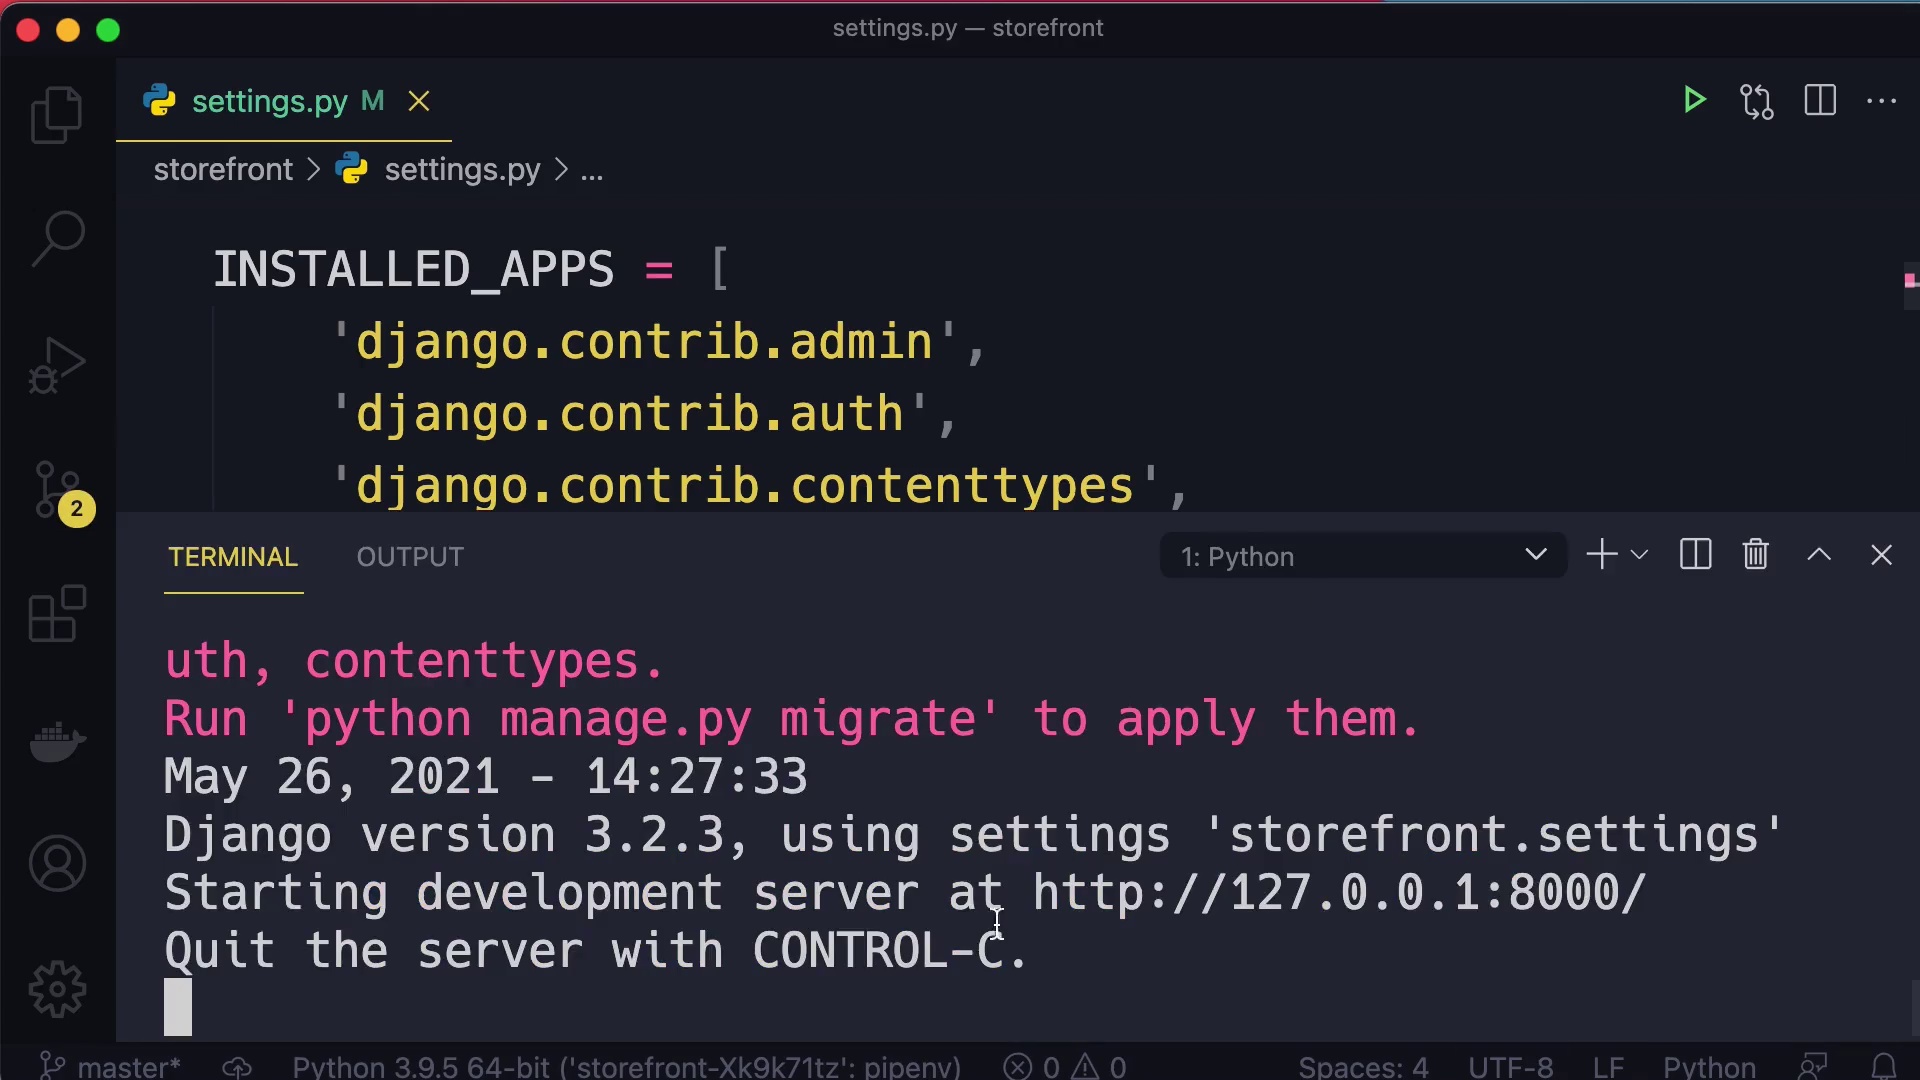 settings.py — storefront
settings.py M
storefront > settings.py > ...
INSTALLED_APPS = [
'django.contrib.admin',
'django.contrib.auth',
'django.contrib.contenttypes',
2
TERMINAL OUTPUT 1: Python
uth, contenttypes.
Run 'python manage.py migrate' to apply them.
May 26, 2021 - 14:27:33
Django version 3.2.3, using settings 'storefront.settings'
Starting development server at http://127.0.0.1:8000/
Quit the server with CONTROL-C.
master* Python 3.9.5 64-bit ('storefront-Xk9k71tz': pipenv) 0 0 Spaces: 4 UTF-8 LF Python